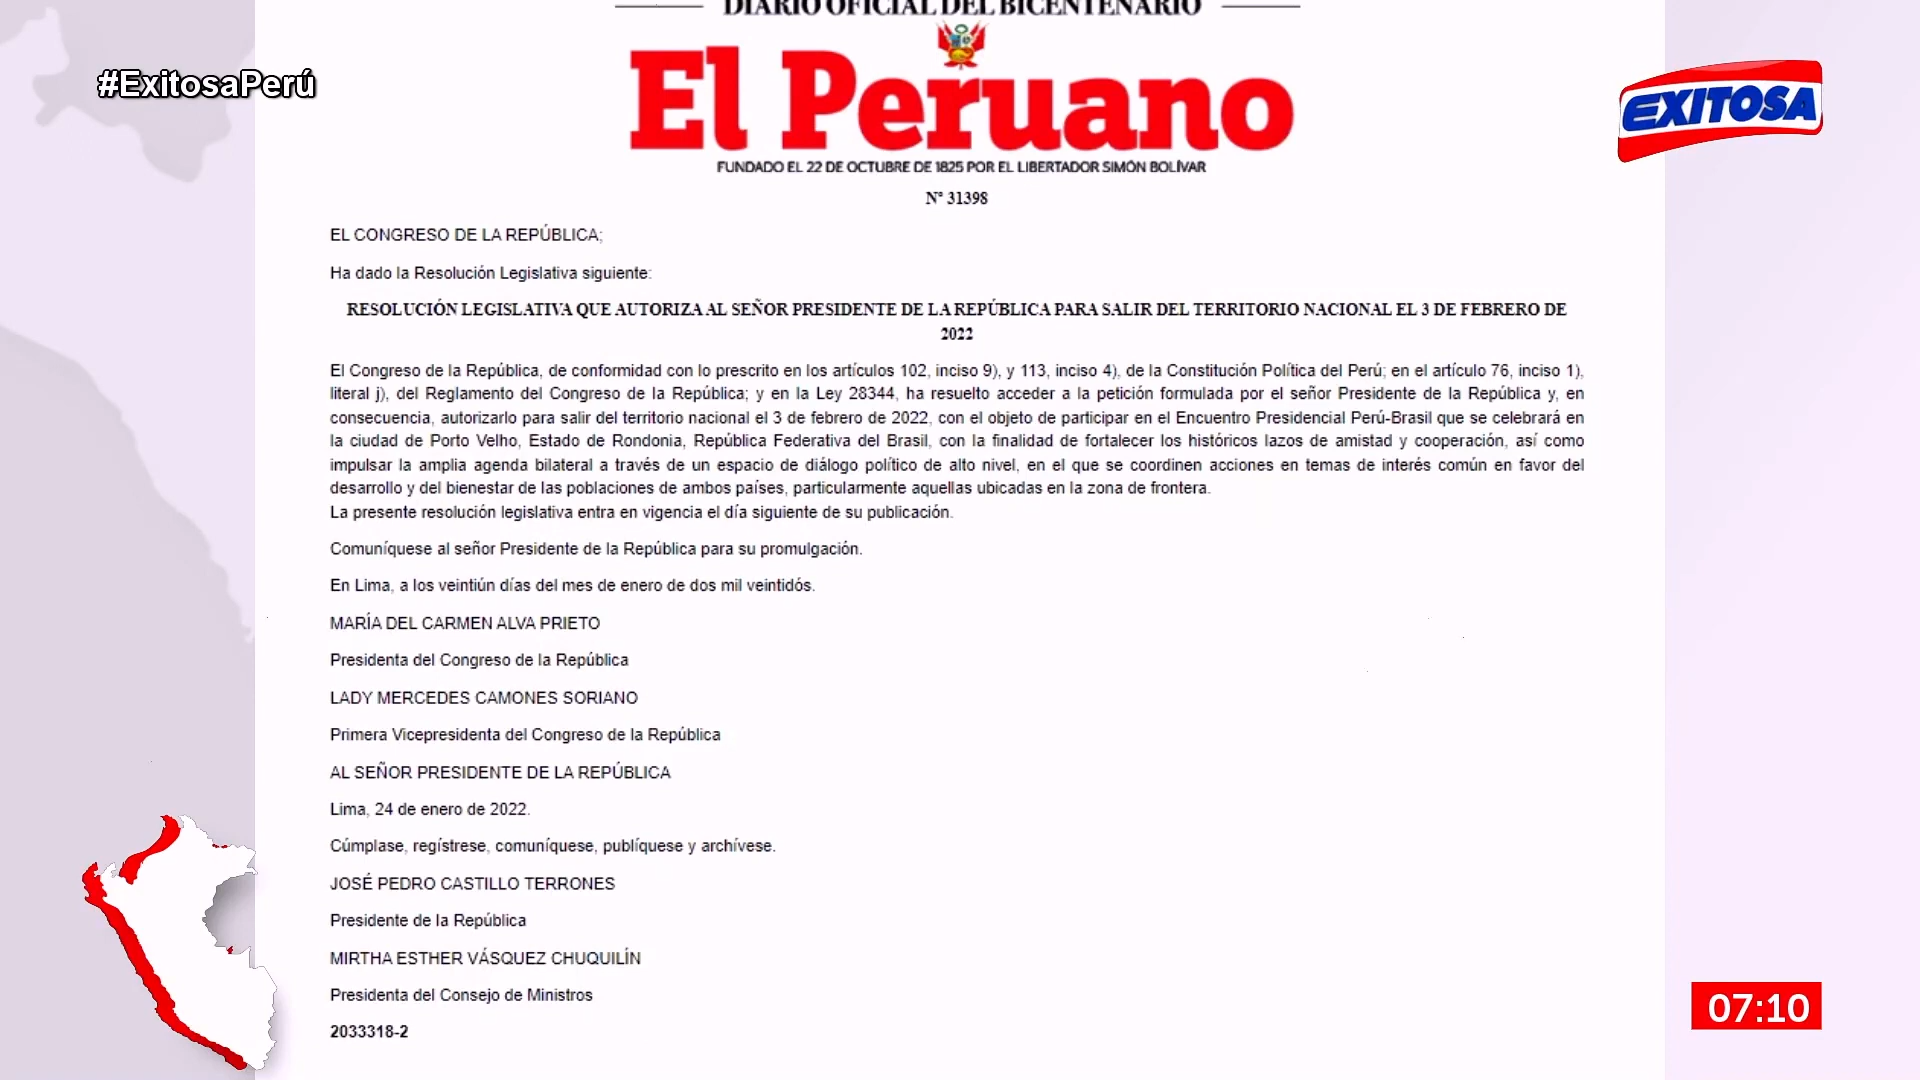 DIARIO OFICIAL DEL BICENTENARIO
#ExitosaPerú
El Peruano
EXITOSA
FUNDADO EL 22 DE OCTUBRE DE 1825 POR EL LIBERTADOR SIMÓN BOLÍVAR
N° 31398
EL CONGRESO DE LA REPÚBLICA;
Ha dado la Resolución Legislativa siguiente:
RESOLUCIÓN LEGISLATIVA QUE AUTORIZA AL SEÑOR PRESIDENTE DE LA REPÚBLICA PARA SALIR DEL TERRITORIO NACIONAL EL 3 DE FEBRERO DE
2022
El Congreso de la República, de conformidad con lo prescrito en los artículos 102, inciso 9), y 113, inciso 4), de la Constitución Política del Perú; en el artículo 76, inciso 1),
literal j), del Reglamento del Congreso de la República; y en la Ley 28344, ha resuelto acceder a la petición formulada por el señor Presidente de la República y, en
consecuencia, autorizarlo para salir del territorio nacional el 3 de febrero de 2022, con el objeto de participar en el Encuentro Presidencial Perú-Brasil que se celebrará en
la ciudad de Porto Velho, Estado de Rondonia, República Federativa del Brasil, con la finalidad de fortalecer los históricos lazos de amistad y cooperación, así como
impulsar la amplia agenda bilateral a través de un espacio de diálogo político de alto nivel, en el que se coordinen acciones en temas de interés común en favor del
desarrollo y del bienestar de las poblaciones de ambos países, particularmente aquellas ubicadas en la zona de frontera.
La presente resolución legislativa entra en vigencia el día siguiente de su publicación.
Comuníquese al señor Presidente de la República para su promulgación.
En Lima, a los veintiún días del mes de enero de dos mil veintidós.
MARÍA DEL CARMEN ALVA PRIETO
Presidenta del Congreso de la República
LADY MERCEDES CAMONES SORIANO
Primera Vicepresidenta del Congreso de la República
AL SEÑOR PRESIDENTE DE LA REPÚBLICA
Lima, 24 de enero de 2022.
Cúmplase, regístrese, comuníquese, publíquese y archívese.
JOSÉ PEDRO CASTILLO TERRONES
Presidente de la República
MIRTHA ESTHER VÁSQUEZ CHUQUILÍN
Presidenta del Consejo de Ministros
2033318-2
07:10